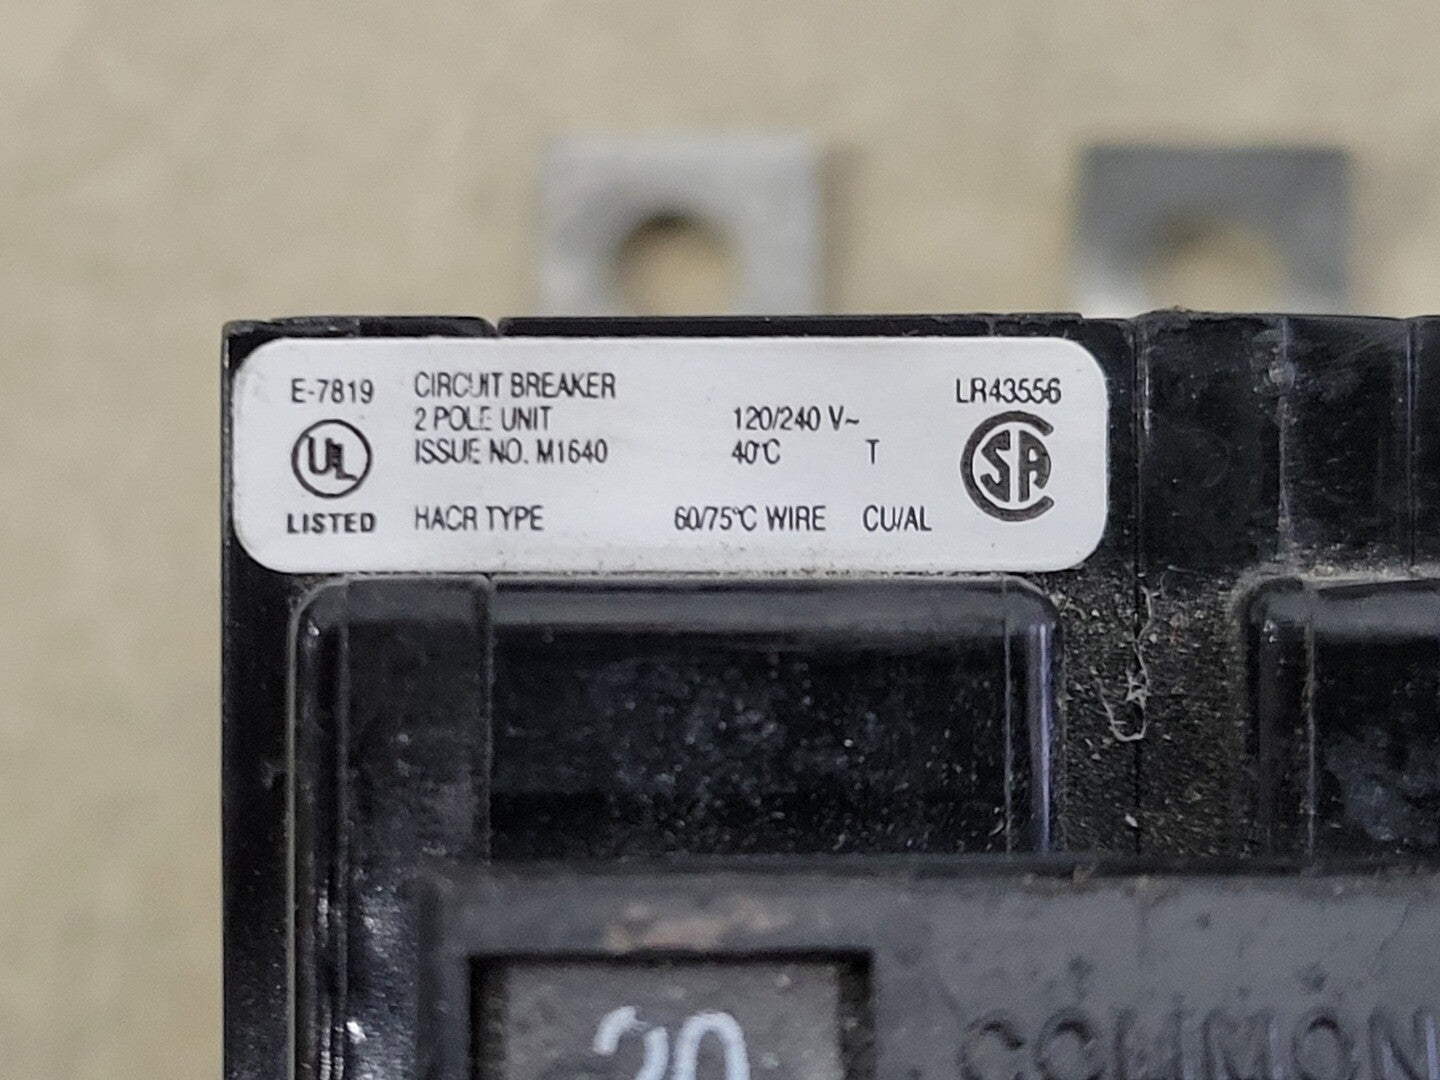 E-7819
UL
LISTED
CIRCUIT BREAKER
2 POLE UNIT
ISSUE NO. M1640
HACR TYPE
120/240 V~
40°C T
60/75°C WIRE CU/AL
LR43556
SA
COMMON